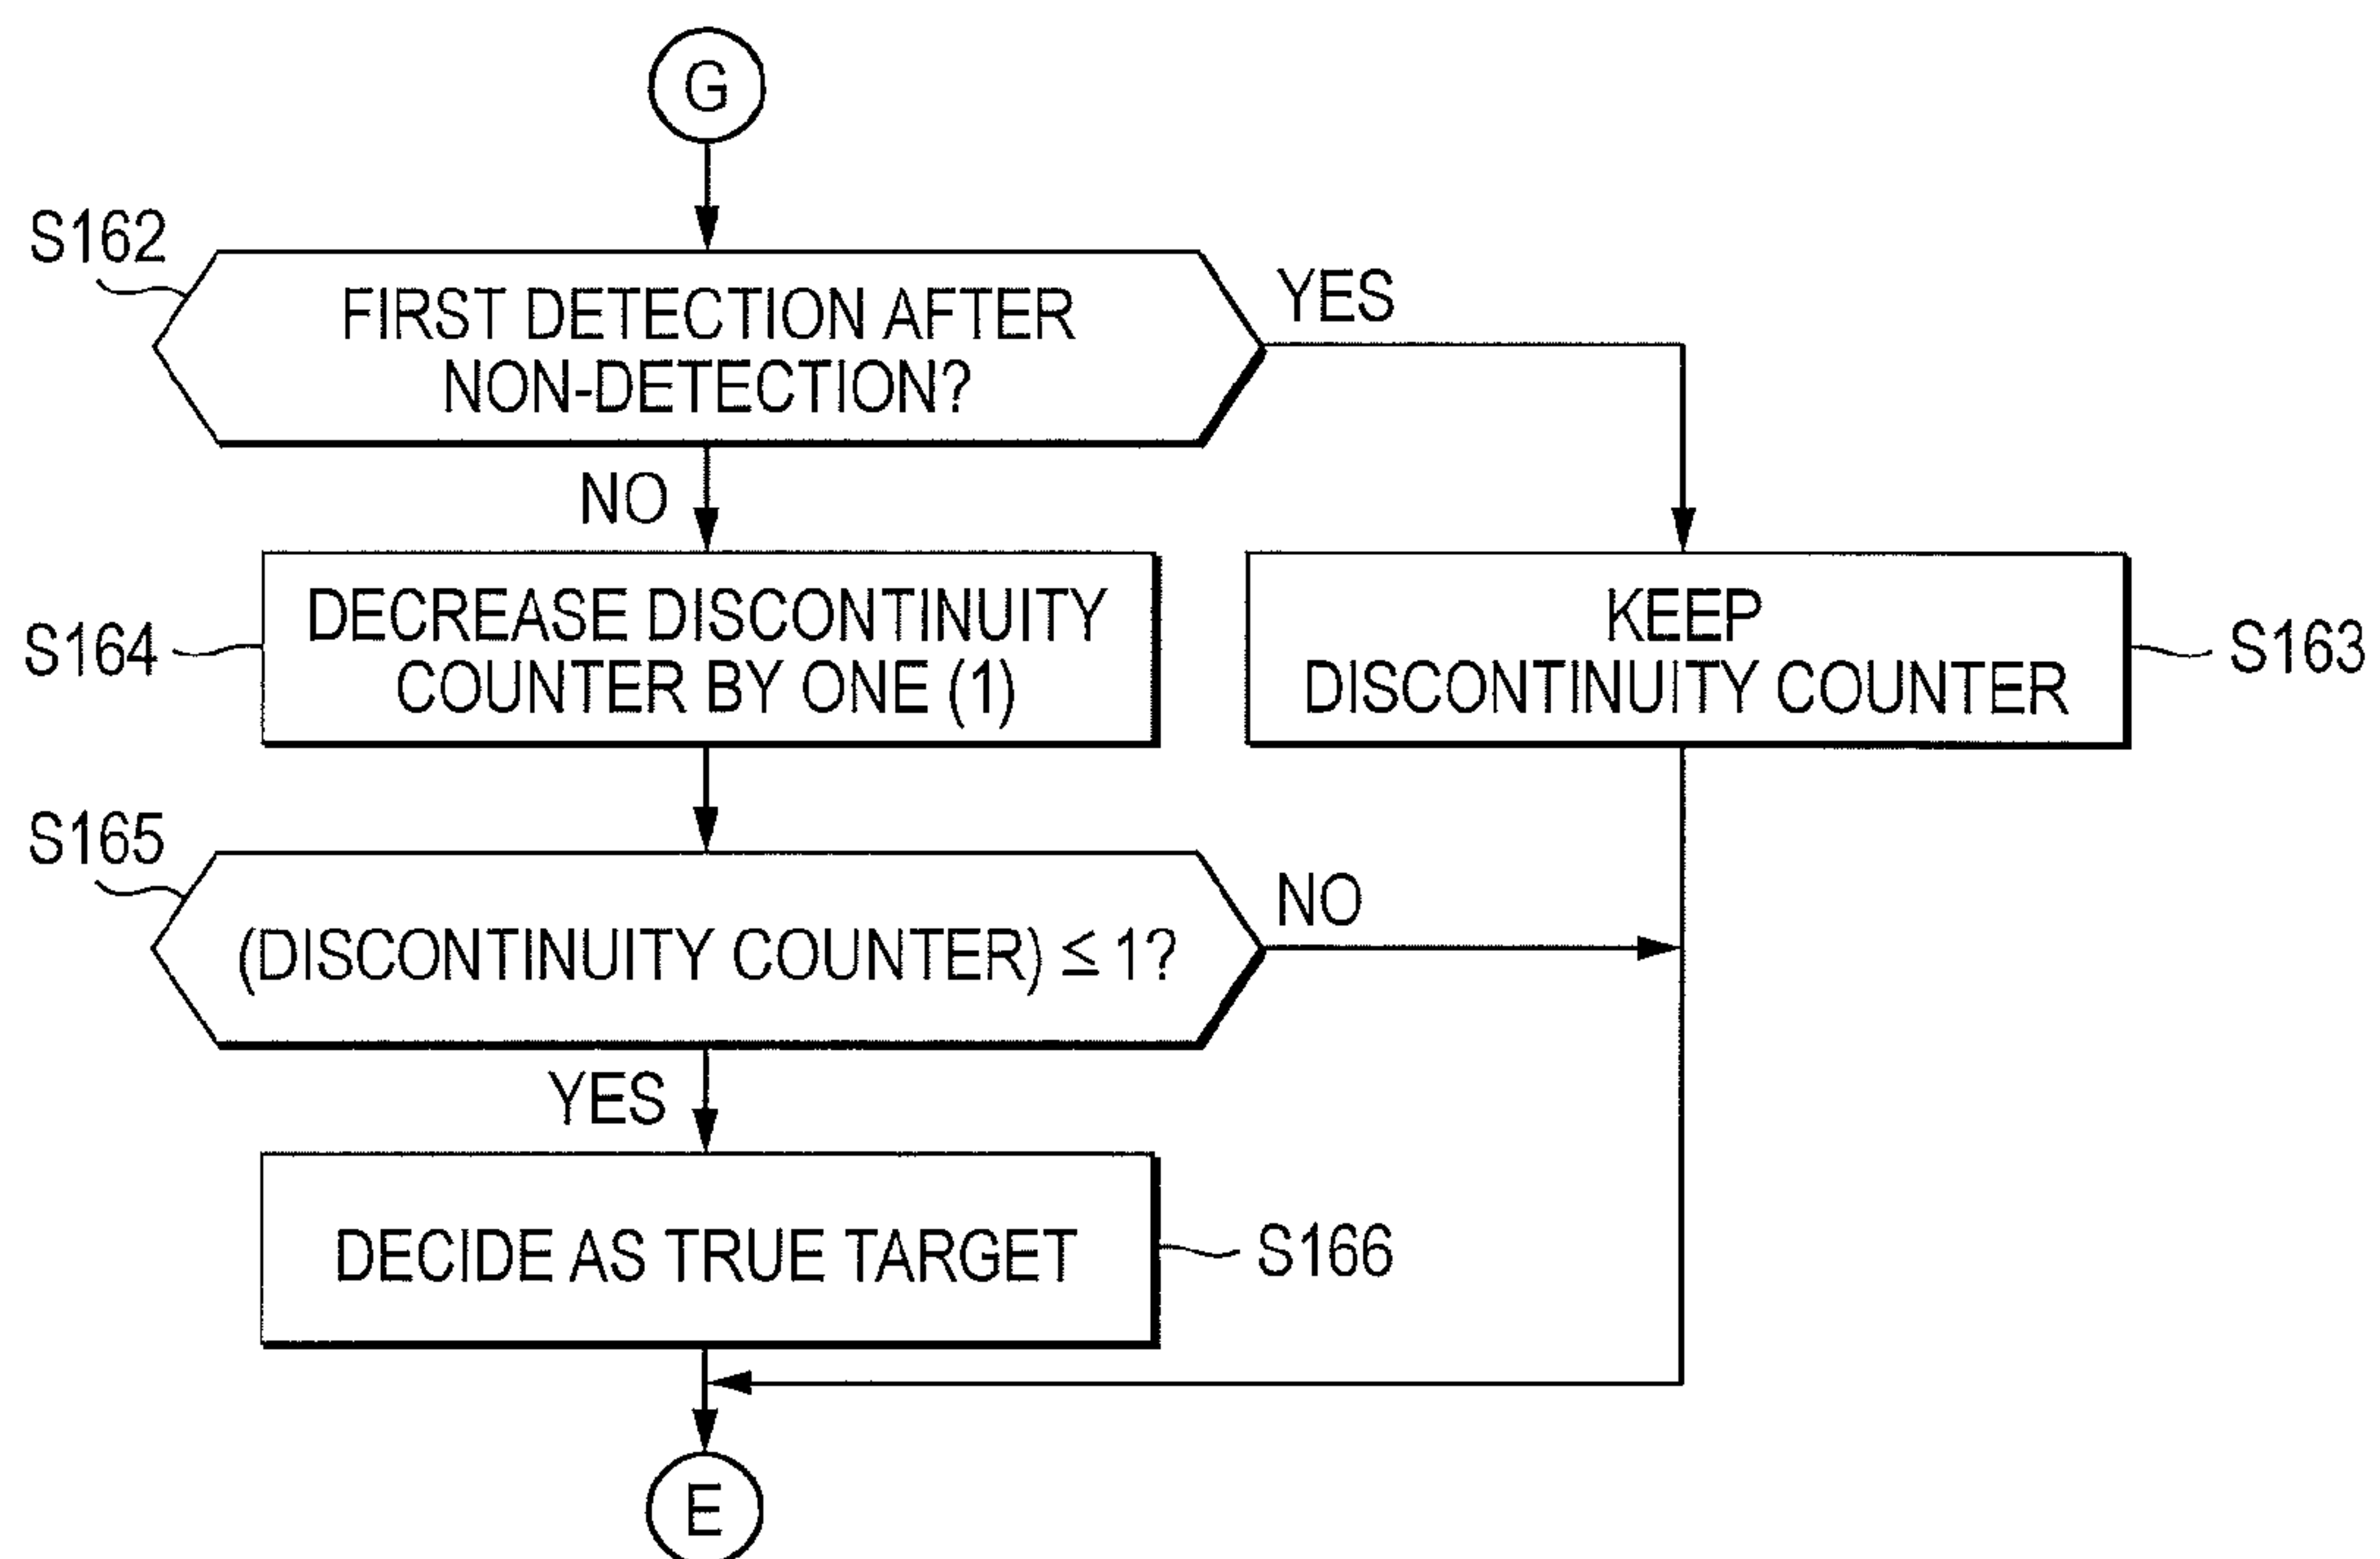 G
S162
FIRST DETECTION AFTER
NON-DETECTION?
YES
NO
S164
DECREASE DISCONTINUITY
COUNTER BY ONE (1)
KEEP
DISCONTINUITY COUNTER
S163
S165
(DISCONTINUITY COUNTER) ≤ 1?
NO
YES
DECIDE AS TRUE TARGET
S166
E